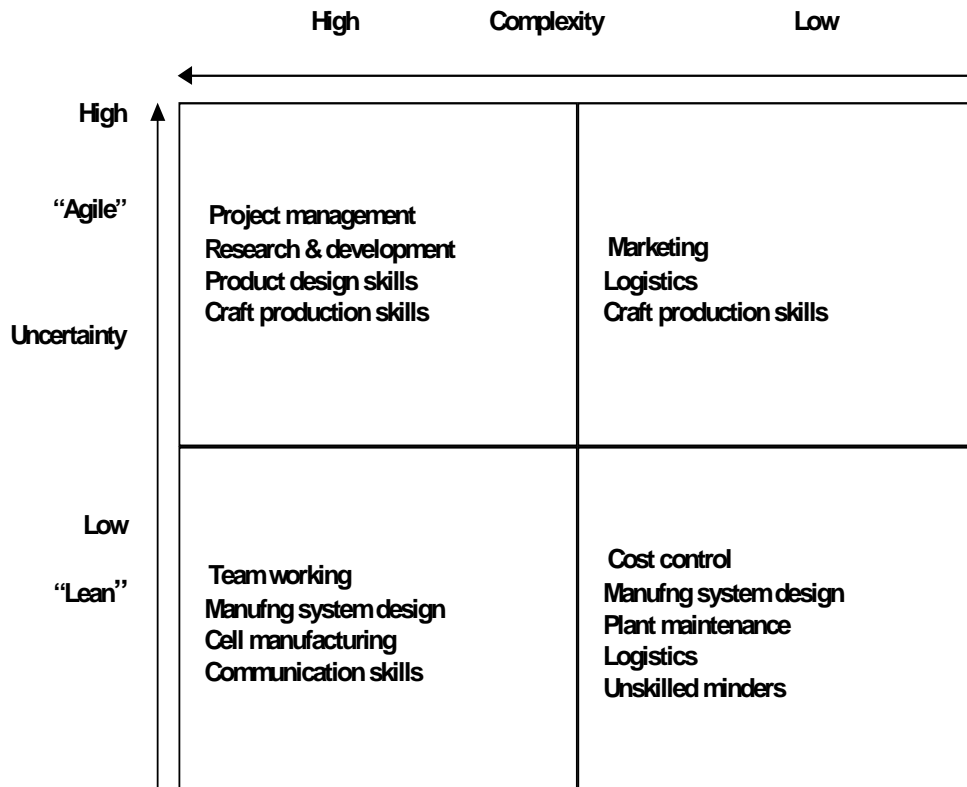 High Complexity Low
High
“Agile”
Project management
Research & development
Product design skills
Craft production skills
Marketing
Logistics
Craft production skills
Uncertainty
Low
“Lean”
Team working
Manufng system design
Cell manufacturing
Communication skills
Cost control
Manufng system design
Plant maintenance
Logistics
Unskilled minders